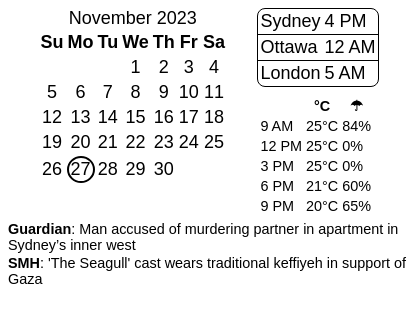 November 2023
Su Mo Tu We Th Fr Sa
1 2 3 4
5 6 7 8 9 10 11
12 13 14 15 16 17 18
19 20 21 22 23 24 25
26 27 28 29 30
Sydney 4 PM
Ottawa 12 AM
London 5 AM
°C ☂
9 AM 25°C 84%
12 PM 25°C 0%
3 PM 25°C 0%
6 PM 21°C 60%
9 PM 20°C 65%
Guardian: Man accused of murdering partner in apartment in
Sydney’s inner west
SMH: 'The Seagull' cast wears traditional keffiyeh in support of
Gaza